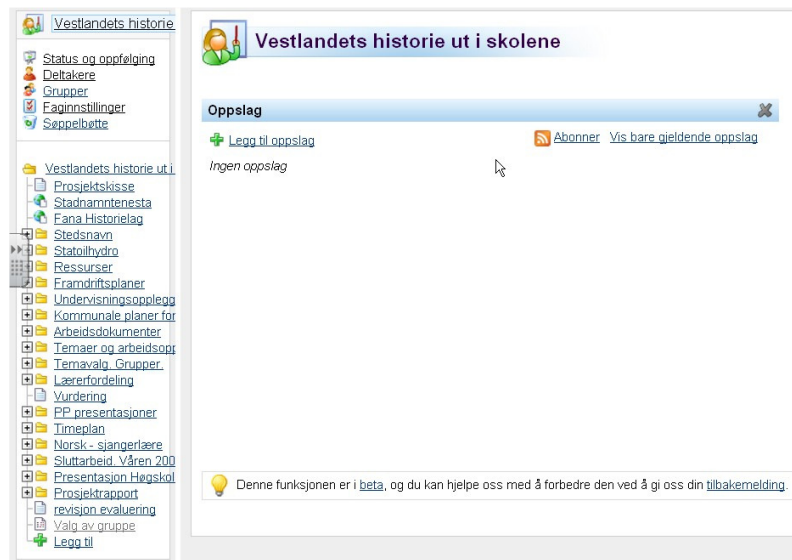 Vestlandets historie
Status og oppfølging
Deltakere
Grupper
Faginnstillinger
Søppelbøtte
Vestlandets historie ut i
Prosjektskisse
Stadnamntenesta
Fana Historielag
Stedsnavn
Statoilhydro
Ressurser
Framdriftsplaner
Undervisningsopplegg
Kommunale planer for
Arbeidsdokumenter
Temaer og arbeidsopp
Temavalg. Grupper.
Lærerfordeling
Vurdering
PP presentasjoner
Timeplan
Norsk - sjangerlære
Sluttarbeid. Våren 200
Presentasjon Høgskol
Prosjektrapport
revisjon evaluering
Valg av gruppe
Legg til
Vestlandets historie ut i skolene
Oppslag
Legg til oppslag
Abonner Vis bare gjeldende oppslag
Ingen oppslag
Denne funksjonen er i beta, og du kan hjelpe oss med å forbedre den ved å gi oss din tilbakemelding.